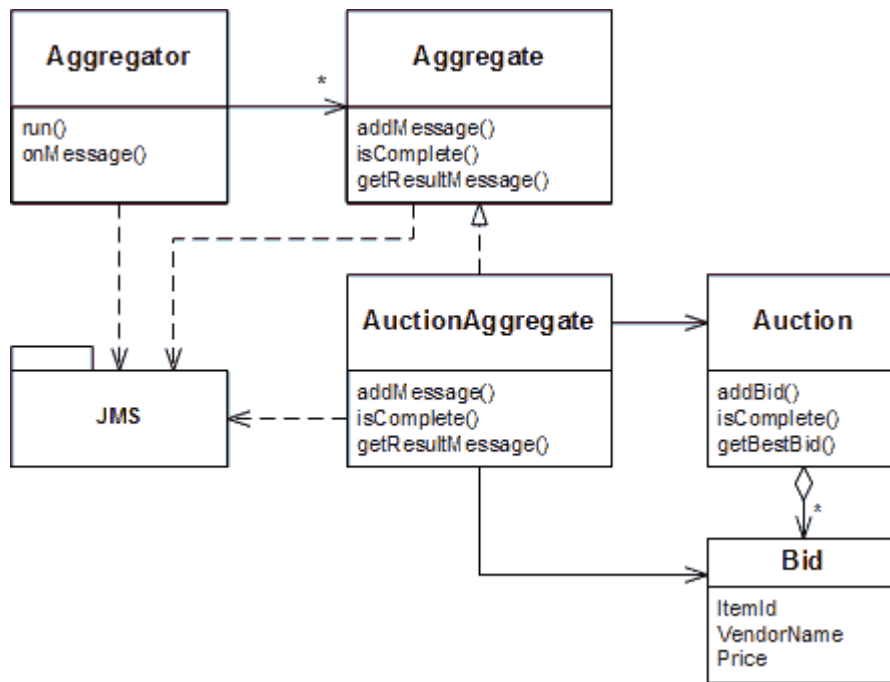 Aggregator
run()
onMessage()
*
Aggregate
addMessage()
isComplete()
getResultMessage()
AuctionAggregate
addMessage()
isComplete()
getResultMessage()
Auction
addBid()
isComplete()
getBestBid()
JMS
*
Bid
ItemId
VendorName
Price